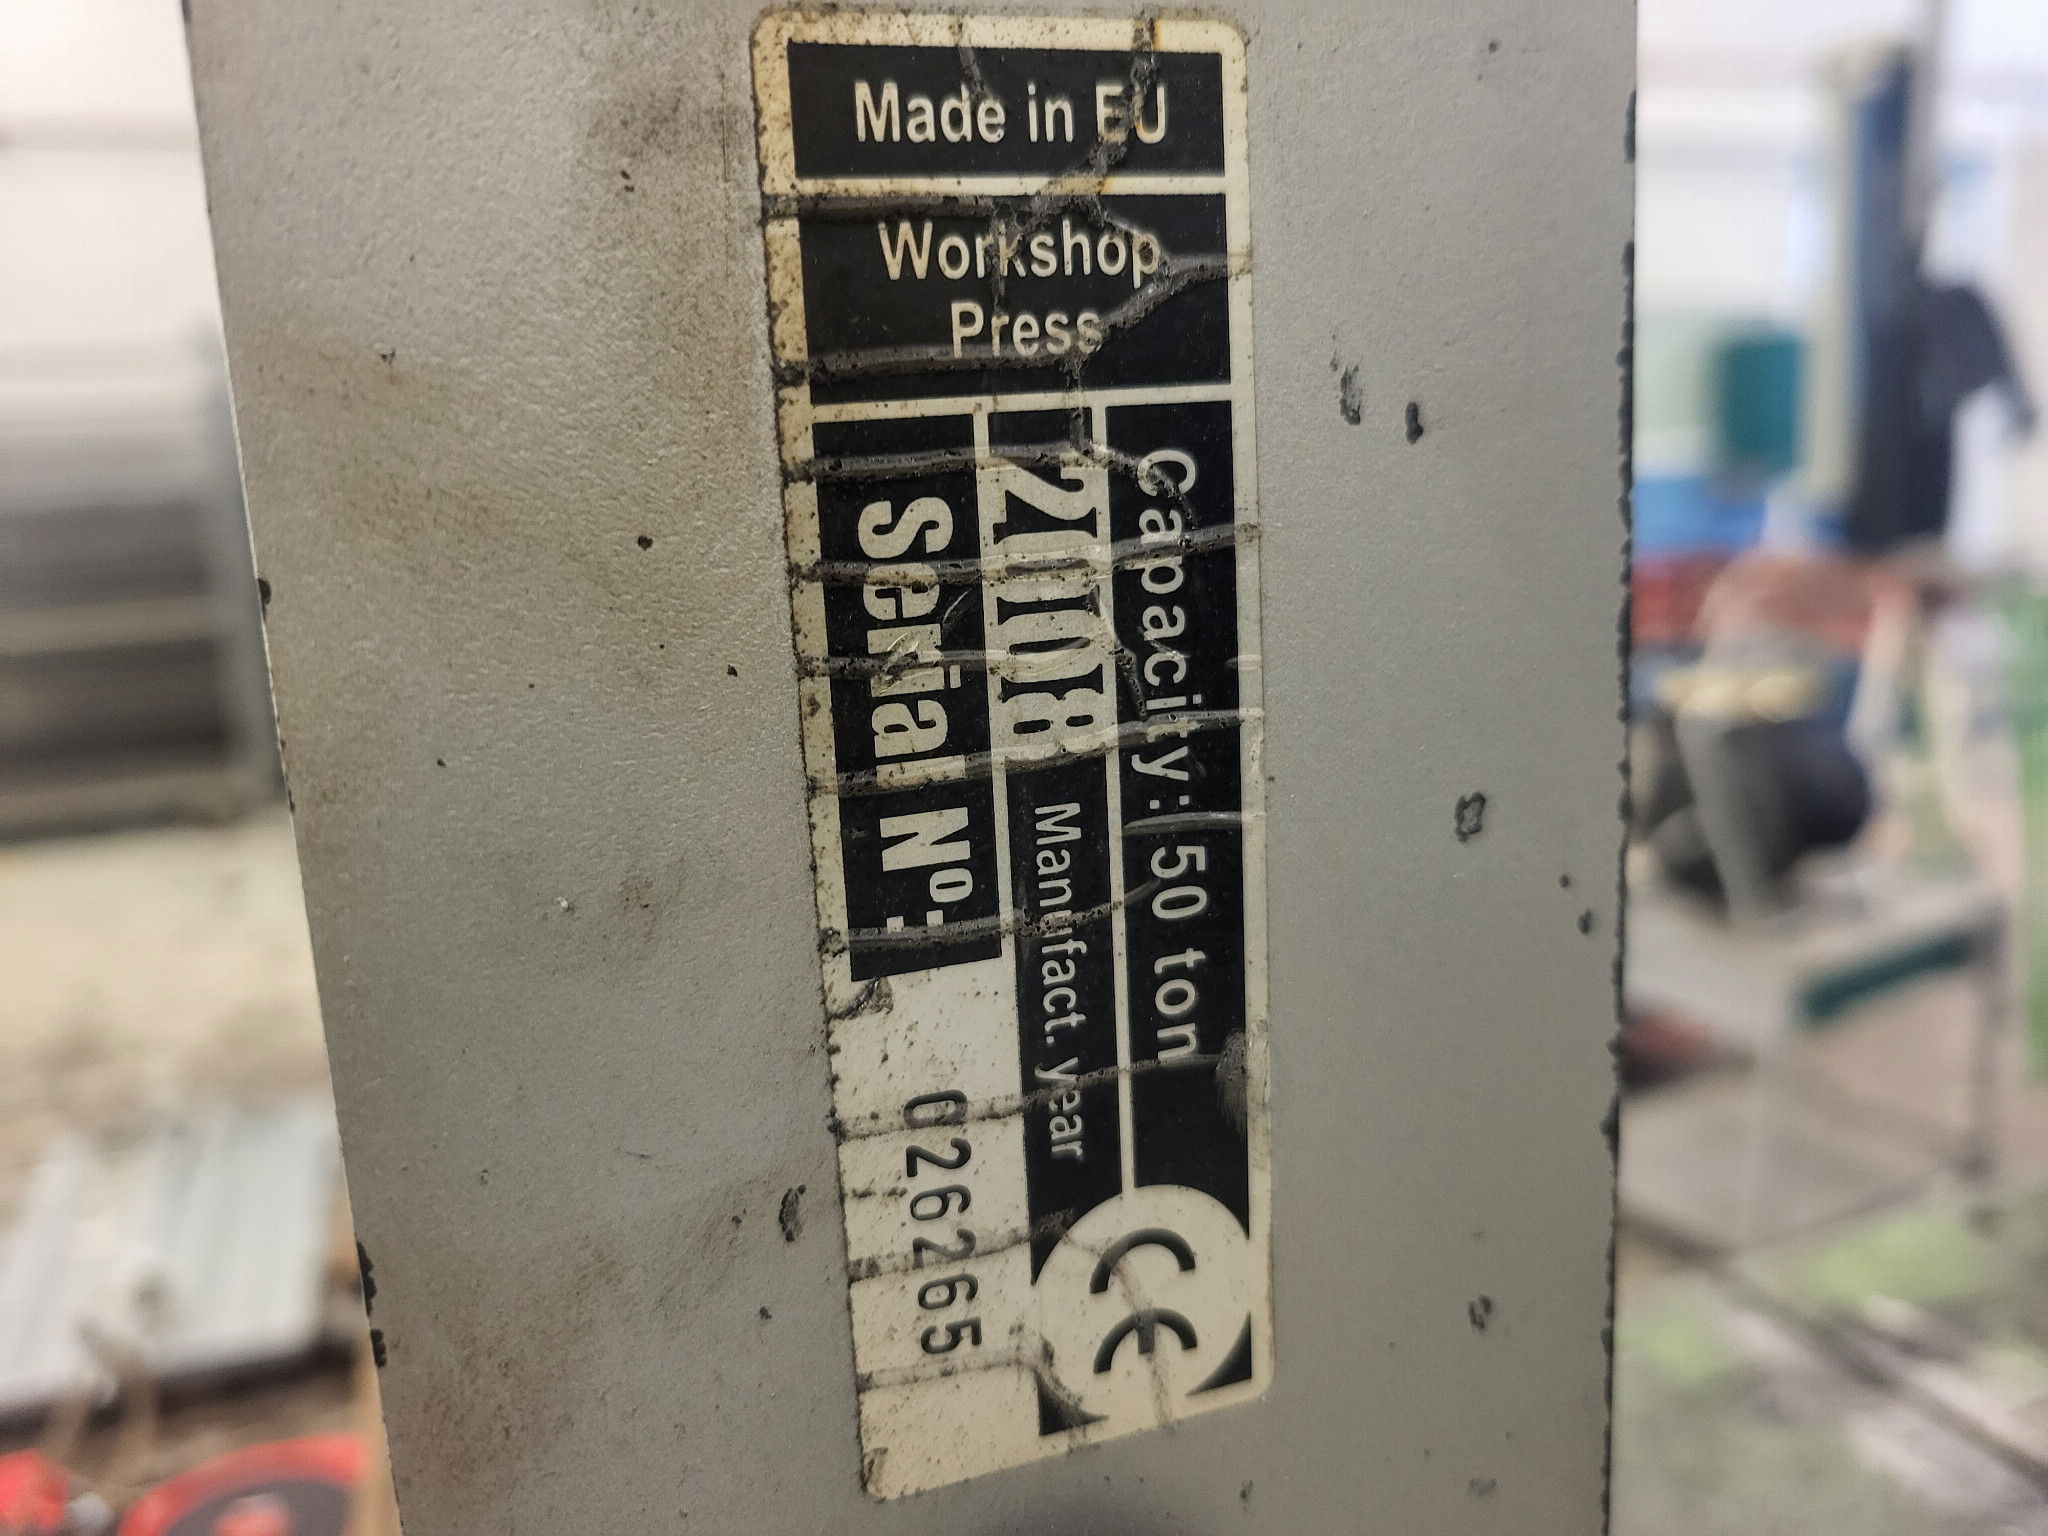 Made in EU
Workshop
Press
Capacity: 50 ton
2008 Manufact. year
Serial Nº:
026265
CE